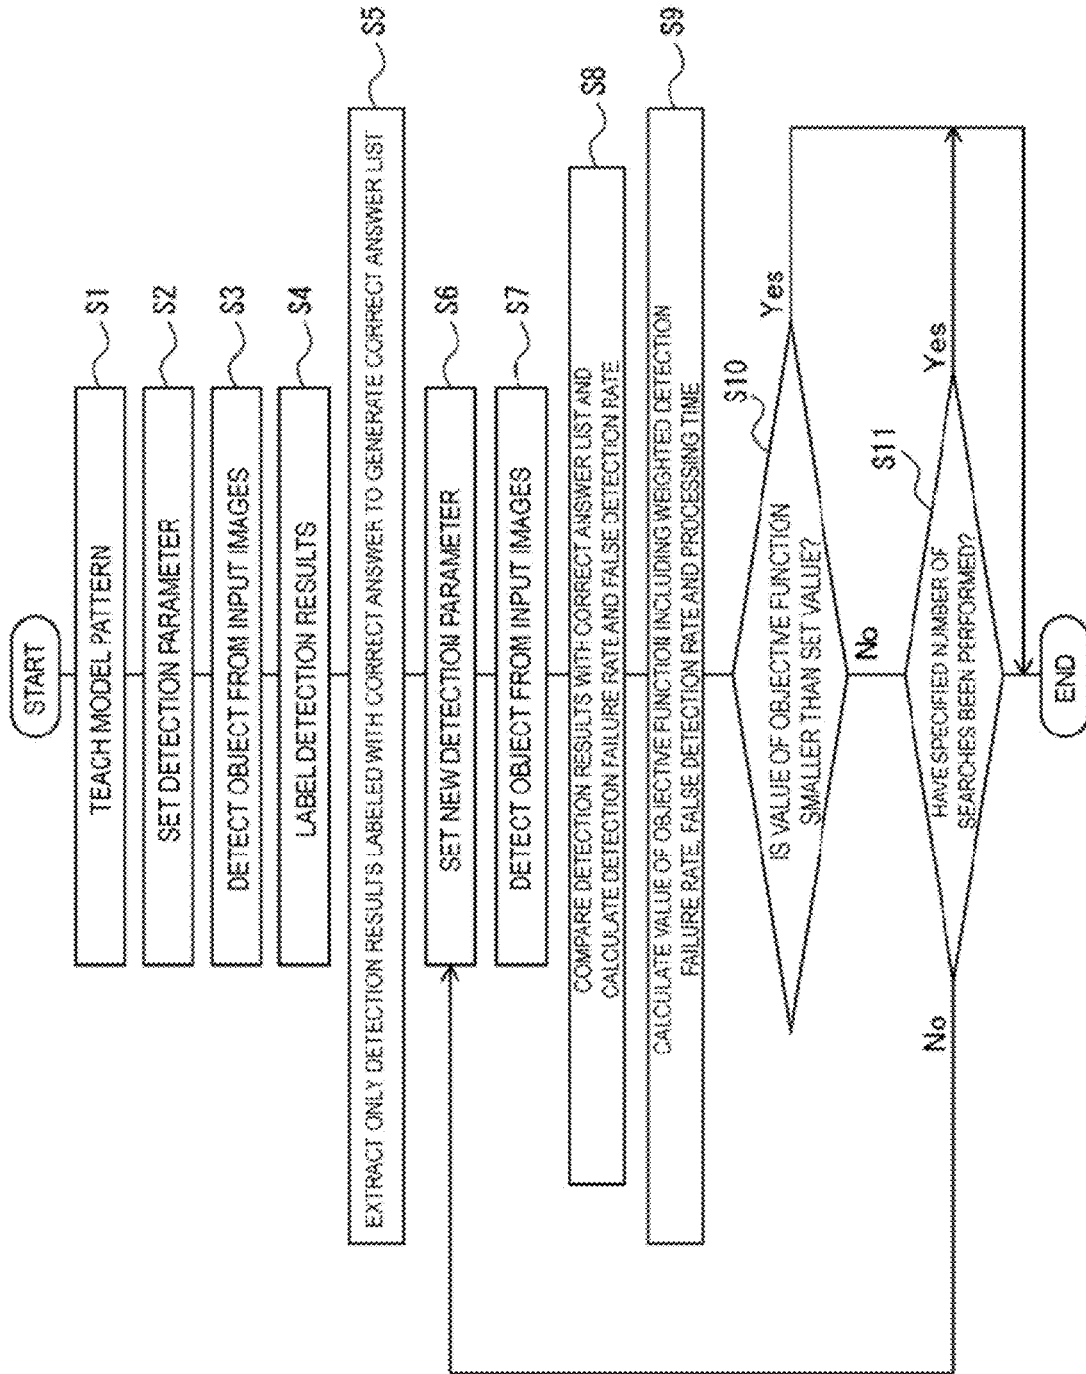 START
TEACH MODEL PATTERN
S1
SET DETECTION PARAMETER
S2
DETECT OBJECT FROM INPUT IMAGES
S3
LABEL DETECTION RESULTS
S4
EXTRACT ONLY DETECTION RESULTS LABELED WITH CORRECT ANSWER TO GENERATE CORRECT ANSWER LIST
S5
SET NEW DETECTION PARAMETER
S6
DETECT OBJECT FROM INPUT IMAGES
S7
COMPARE DETECTION RESULTS WITH CORRECT ANSWER LIST AND
CALCULATE DETECTION FAILURE RATE AND FALSE DETECTION RATE
S8
CALCULATE VALUE OF OBJECTIVE FUNCTION INCLUDING WEIGHTED DETECTION
FAILURE RATE, FALSE DETECTION RATE AND PROCESSING TIME
S9
IS VALUE OF OBJECTIVE FUNCTION
SMALLER THAN SET VALUE?
S10
Yes
No
HAVE SPECIFIED NUMBER OF
SEARCHES BEEN PERFORMED?
S11
Yes
No
END